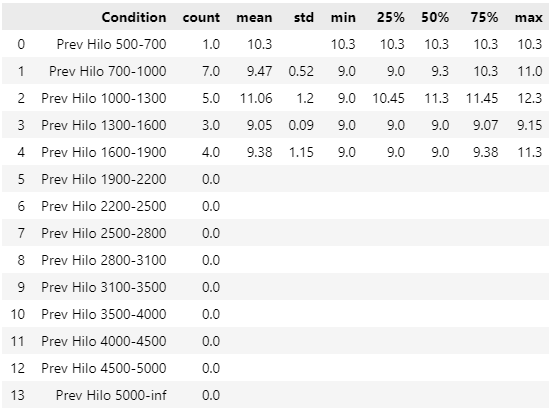 Condition count mean std min 25% 50% 75% max
0 Prev Hilo 500-700 1.0 10.3 10.3 10.3 10.3 10.3 10.3
1 Prev Hilo 700-1000 7.0 9.47 0.52 9.0 9.0 9.3 10.3 11.0
2 Prev Hilo 1000-1300 5.0 11.06 1.2 9.0 10.45 11.3 11.45 12.3
3 Prev Hilo 1300-1600 3.0 9.05 0.09 9.0 9.0 9.0 9.07 9.15
4 Prev Hilo 1600-1900 4.0 9.38 1.15 9.0 9.0 9.0 9.38 11.3
5 Prev Hilo 1900-2200 0.0
6 Prev Hilo 2200-2500 0.0
7 Prev Hilo 2500-2800 0.0
8 Prev Hilo 2800-3100 0.0
9 Prev Hilo 3100-3500 0.0
10 Prev Hilo 3500-4000 0.0
11 Prev Hilo 4000-4500 0.0
12 Prev Hilo 4500-5000 0.0
13 Prev Hilo 5000-inf 0.0